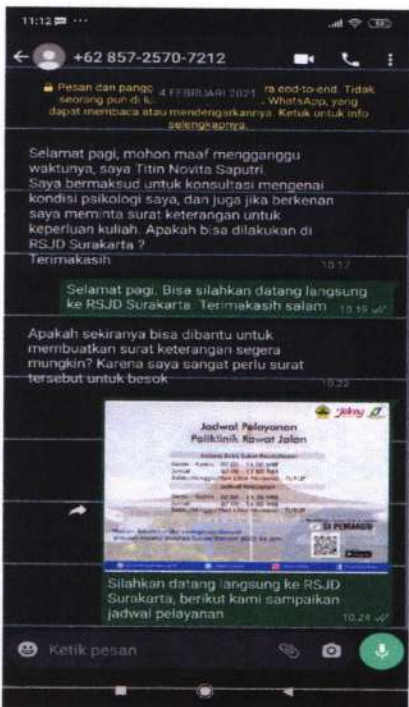 11:12
+62 857-2570-7212
4 FEBRUARI 2021
Pesan dan ra end-to-end. Tidak
seorang pun di WhatsApp, yang
dapat membaca atau mendengarkannya. Ketuk untuk info
selengkapnya.
Selamat pagi, mohon maaf mengganggu
waktunya, saya Titin Novita Saputri.
Saya bermaksud untuk konsultasi mengenai
kondisi psikologi saya, dan juga jika berkenan
saya meminta surat keterangan untuk
keperluan kuliah. Apakah bisa dilakukan di
RSJD Surakarta ?
Terimakasih
10.17
Selamat pagi. Bisa silahkan datang langsung
ke RSJD Surakarta. Terimakasih salam 10.19
Apakah sekiranya bisa dibantu untuk
membuatkan surat keterangan segera
mungkin? Karena saya sangat perlu surat
tersebut untuk besok
10.22
Jateng
Jadwal Pelayanan
Poliklinik Rawat Jalan
SI PEMANDU
Silahkan datang langsung ke RSJD
Surakarta, berikut kami sampaikan
jadwal pelayanan
10.24
Ketik pesan